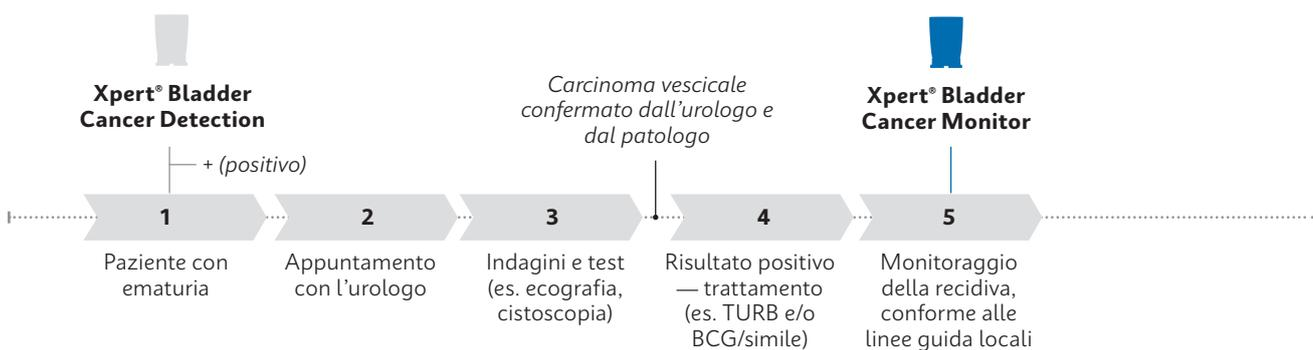 Xpert® Bladder
Cancer Detection
+ (positivo)
Carcinoma vescicale
confermato dall'urologo e
dal patologo
Xpert® Bladder
Cancer Monitor
1
2
3
4
5
Paziente con
ematuria
Appuntamento
con l'urologo
Indagini e test
(es. ecografia,
cistoscopia)
Risultato positivo
— trattamento
(es. TURB e/o
BCG/simile)
Monitoraggio
della recidiva,
conforme alle
linee guida locali